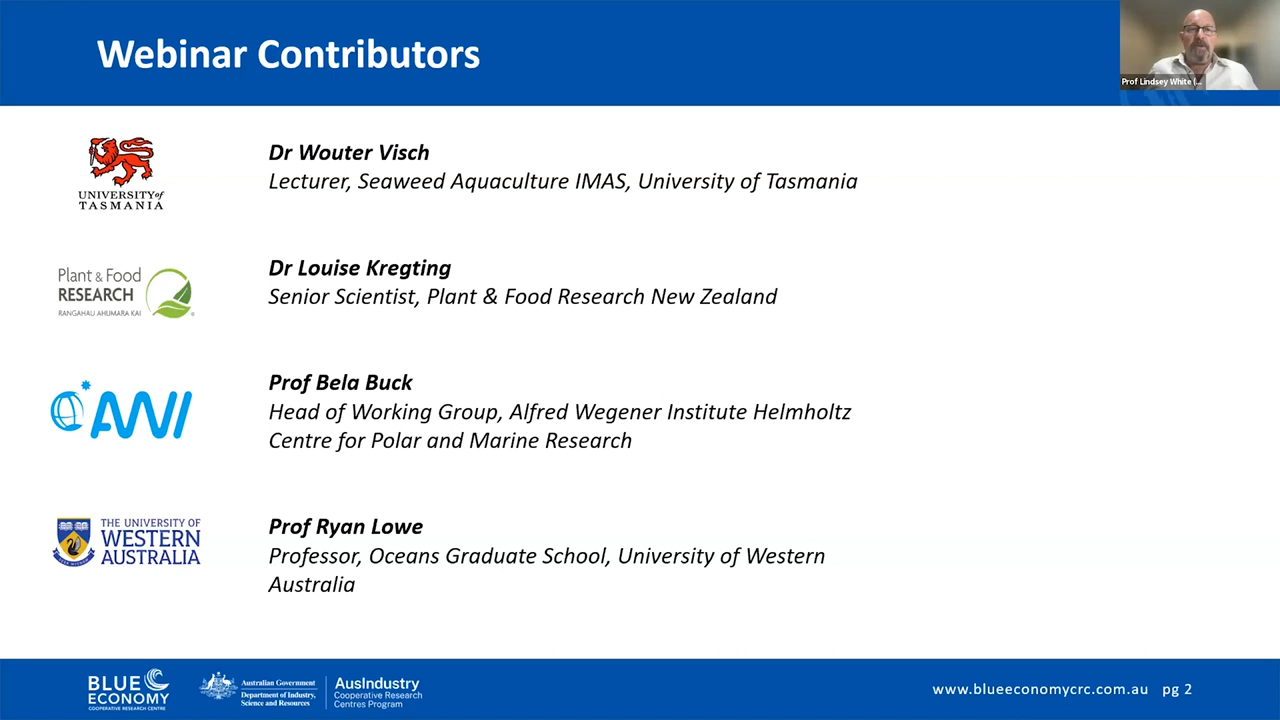 Webinar Contributors
Prof Lindsey White (...
UNIVERSITY of
TASMANIA
Dr Wouter Visch
Lecturer, Seaweed Aquaculture IMAS, University of Tasmania
Plant & Food
RESEARCH
RANGAHAU AHUMARA KAI
Dr Louise Kregting
Senior Scientist, Plant & Food Research New Zealand
AWI
Prof Bela Buck
Head of Working Group, Alfred Wegener Institute Helmholtz
Centre for Polar and Marine Research
THE UNIVERSITY OF
WESTERN
AUSTRALIA
Prof Ryan Lowe
Professor, Oceans Graduate School, University of Western
Australia
BLUE
ECONOMY
COOPERATIVE RESEARCH CENTRE
Australian Government
Department of Industry,
Science and Resources
AusIndustry
Cooperative Research
Centres Program
www.blueeconomycrc.com.au pg 2